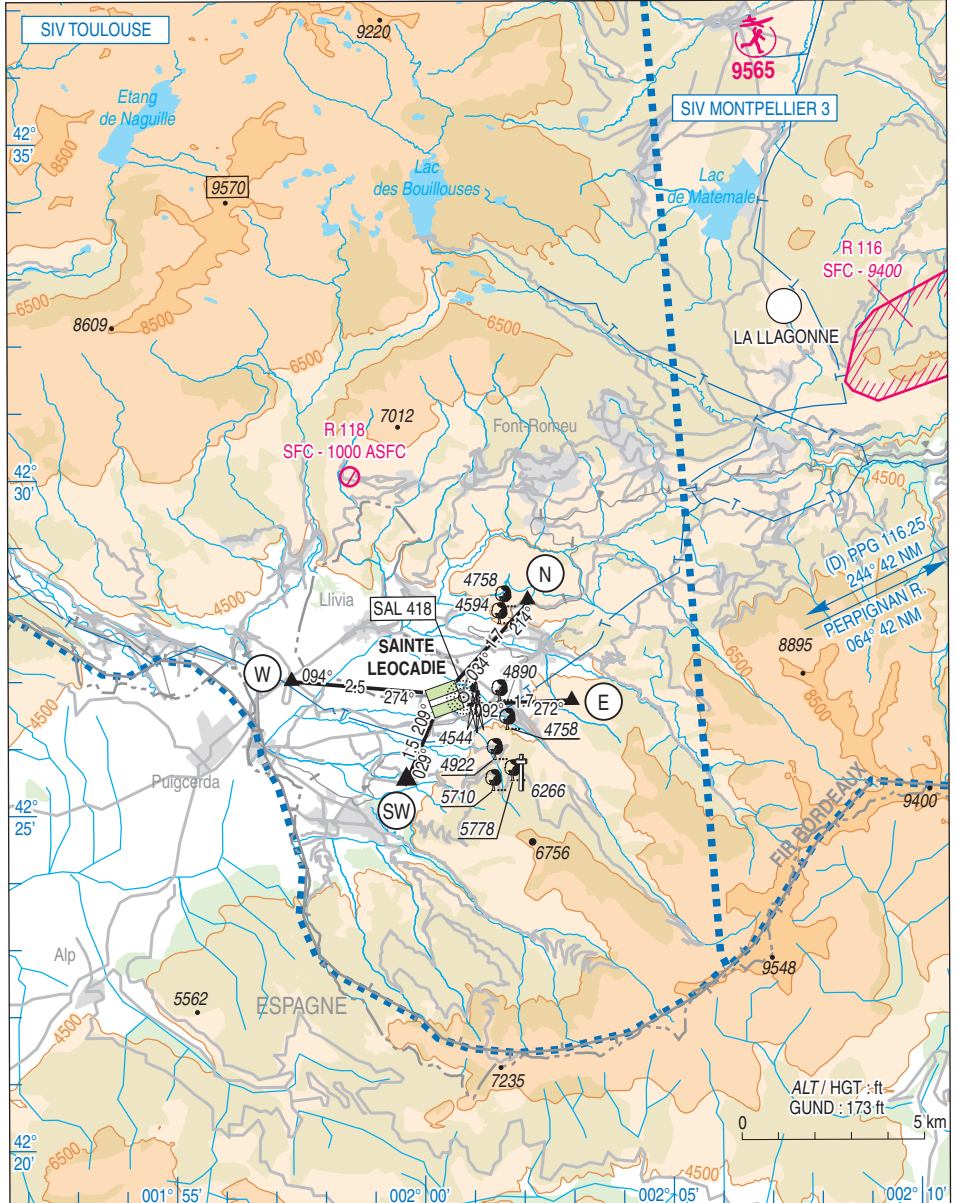 SIV TOULOUSE
9220
9565
SIV MONTPELLIER 3
Etang
de Naguille
42°
35'
8500
9570
Lac
des Bouillouses
Lac
de Matemale
R 116
SFC - 9400
LA LLAGONNE
6500
8609
8500
6500
6500
7012
R 118
SFC - 1000 ASFC
Font-Romeu
42°
30'
4500
(D) PPG 116.25
244° 42 NM
PERPIGNAN R.
064° 42 NM
4500
Llivia
SAL 418
4758
4594
N
034° 1.7 214°
SAINTE
LEOCADIE
W
094° 2.5 274°
4890
1.7 272°
E
6500
8895
8500
4500
209° 1.5 029°
4544
4758
4922
5710
6266
5778
SW
Puigcerda
42°
25'
6756
9400
FIR BORDEAUX
Alp
5562
ESPAGNE
9548
4500
7235
ALT / HGT : ft
GUND : 173 ft
0 5 km
42°
20'
6500
4500
001° 55' 002° 00' 002° 05' 002° 10'